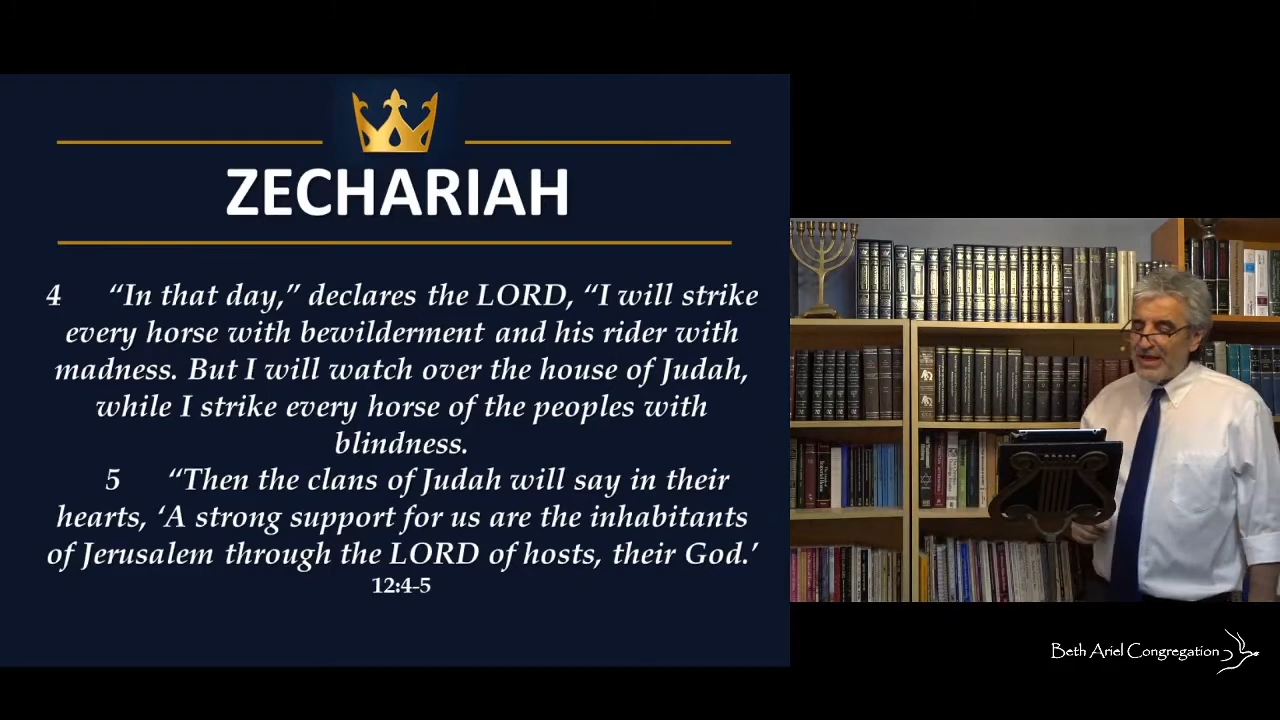 ZECHARIAH
4 “In that day,” declares the LORD, “I will strike
every horse with bewilderment and his rider with
madness. But I will watch over the house of Judah,
while I strike every horse of the peoples with
blindness.
5 “Then the clans of Judah will say in their
hearts, ‘A strong support for us are the inhabitants
of Jerusalem through the LORD of hosts, their God.’
12:4-5
Beth Ariel Congregation